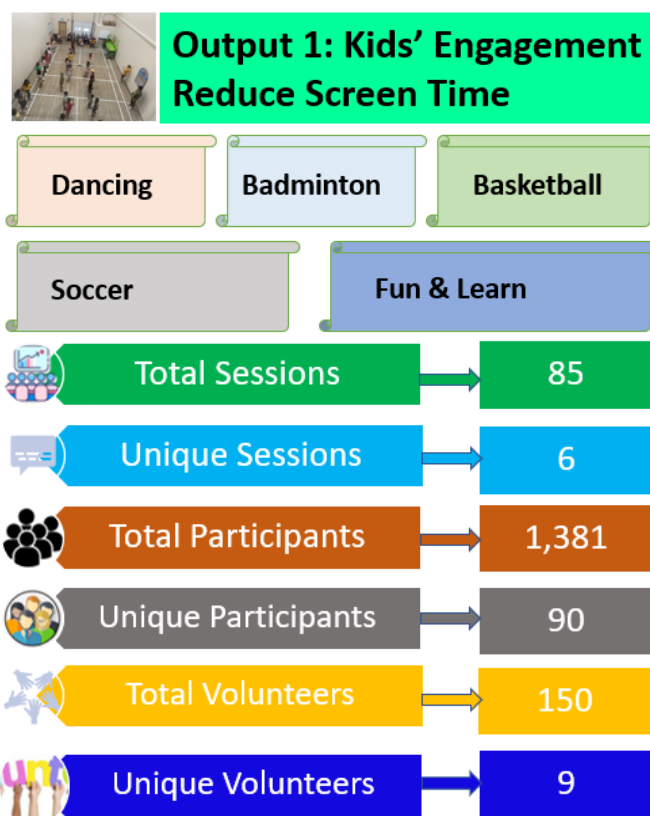 Output 1: Kids’ Engagement
Reduce Screen Time
Dancing
Badminton
Basketball
Soccer
Fun & Learn
Total Sessions
85
Unique Sessions
6
Total Participants
1,381
Unique Participants
90
Total Volunteers
150
Unique Volunteers
9